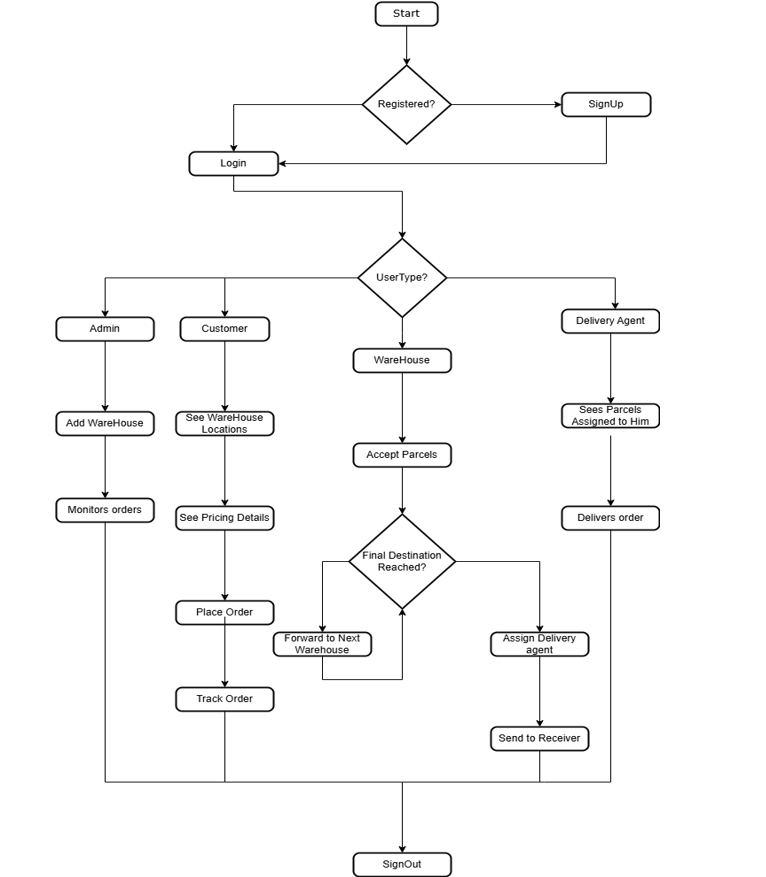 Start
Registered?
SignUp
Login
UserType?
Admin
Customer
WareHouse
Delivery Agent
Add WareHouse
See WareHouse
Locations
Accept Parcels
Sees Parcels
Assigned to Him
Monitors orders
See Pricing Details
Delivers order
Final Destination
Reached?
Place Order
Forward to Next
Warehouse
Assign Delivery
agent
Track Order
Send to Receiver
SignOut